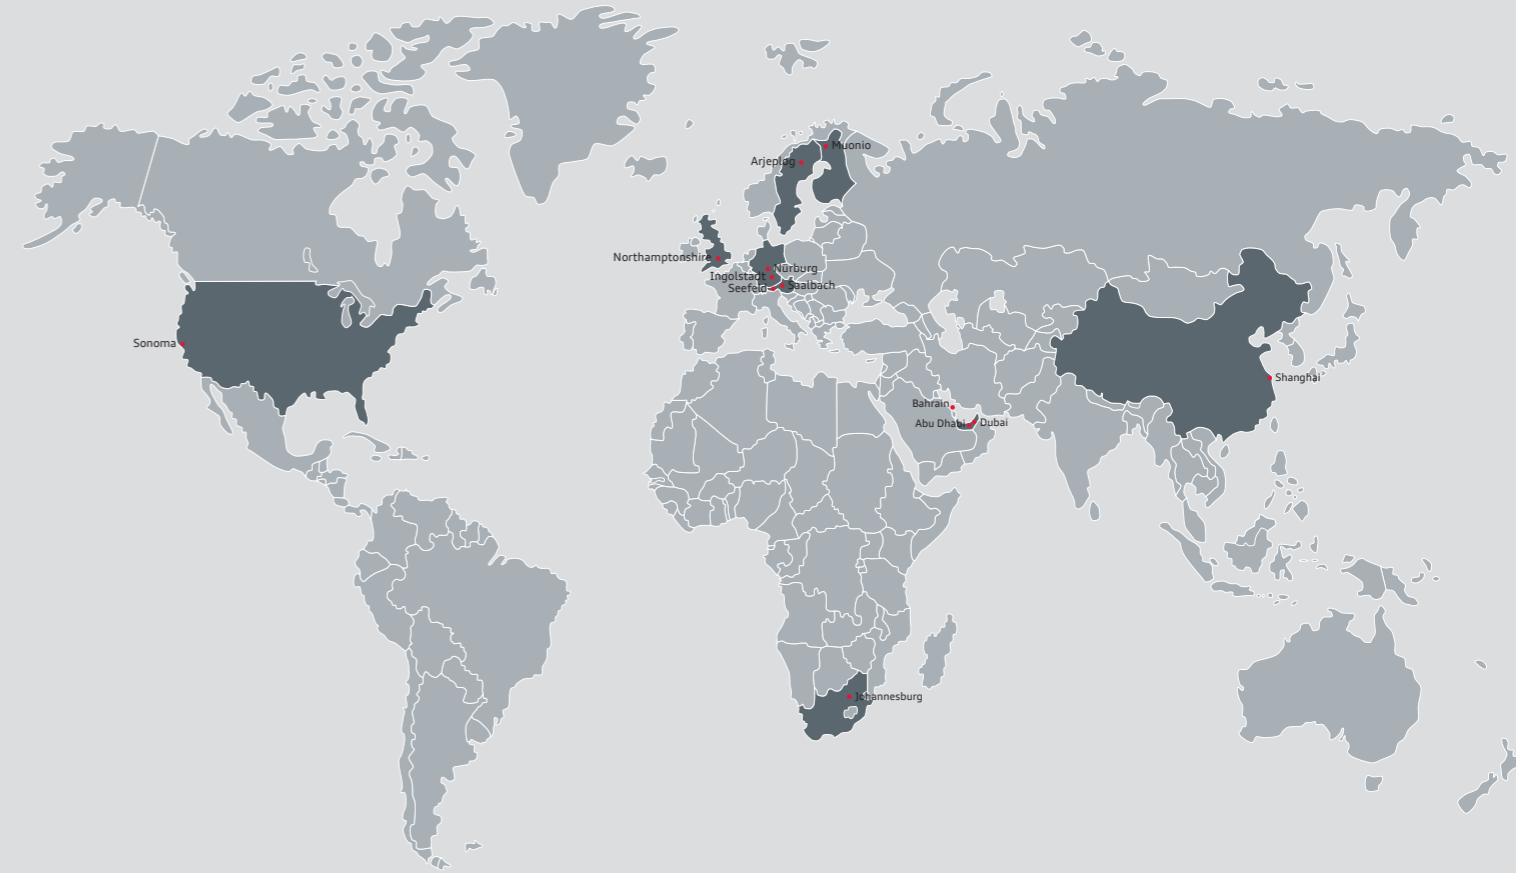 Muonio
Arjeplog
Northamptonshire
Nürburg
Ingolstadt
Saalbach
Seefeld
Sonoma
Shanghai
Bahrain
Abu Dhabi
Dubai
Johannesburg